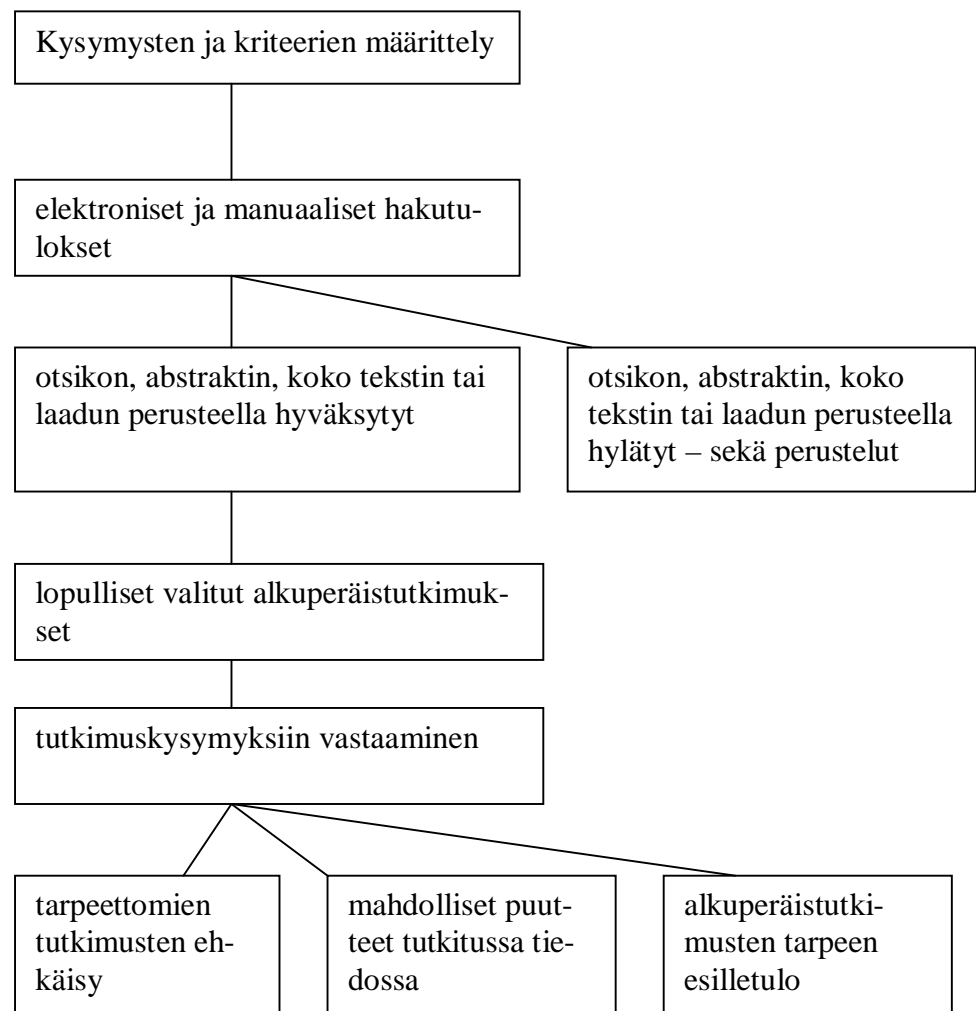 Kysymysten ja kriteerien määrittely
elektroniset ja manuaaliset hakutu-
lokset
otsikon, abstraktin, koko tekstin tai
laadun perusteella hyväksytyt
otsikon, abstraktin, koko
tekstin tai laadun perusteella
hylätyt – sekä perustelut
lopulliset valitut alkuperäistutkimuk-
set
tutkimuskysymyksiin vastaaminen
tarpeettomien
tutkimusten eh-
käisy
mahdolliset puut-
teet tutkitussa tie-
dossa
alkuperäistutki-
musten tarpeen
esilletulo